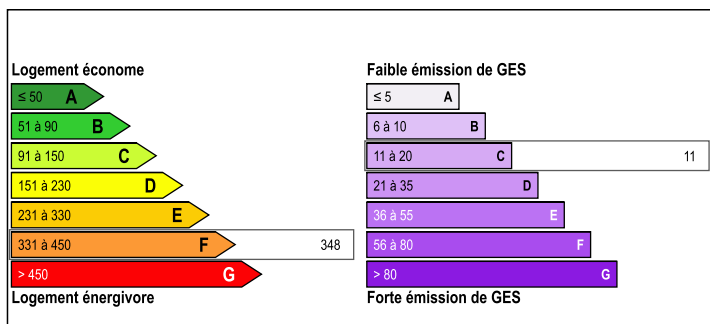 Logement économe
≤ 50 A
51 à 90 B
91 à 150 C
151 à 230 D
231 à 330 E
331 à 450 F 348
> 450 G
Logement énergivore
Faible émission de GES
≤ 5 A
6 à 10 B
11 à 20 C 11
21 à 35 D
36 à 55 E
56 à 80 F
> 80 G
Forte émission de GES